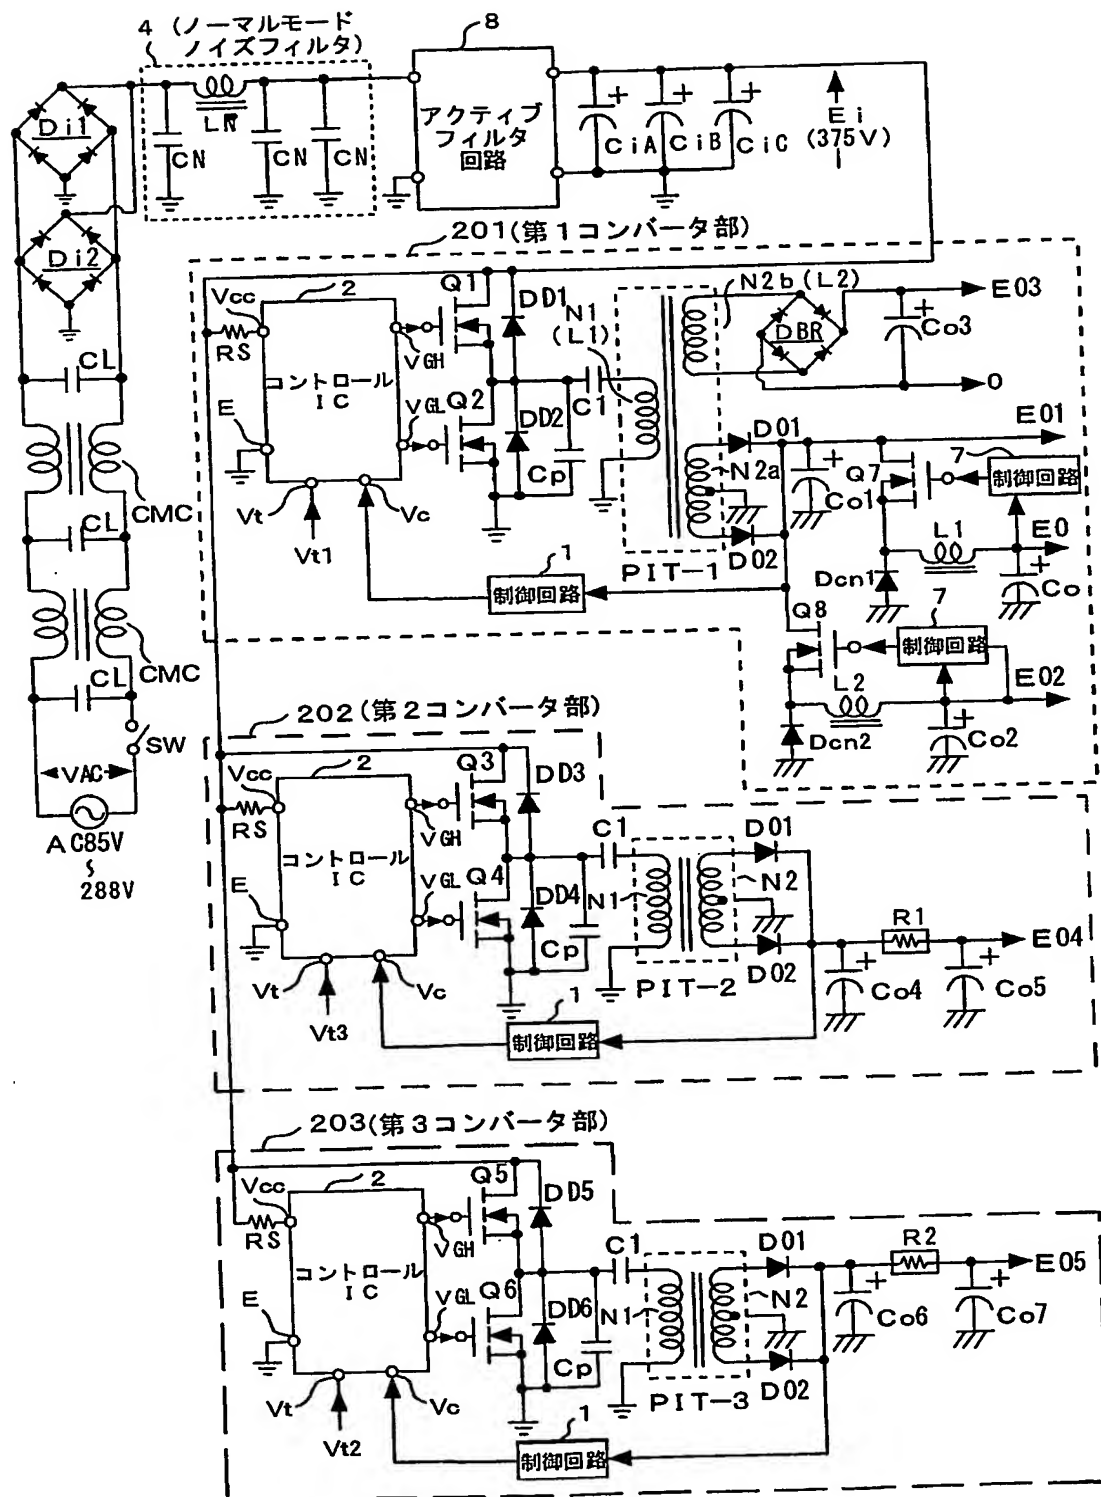 4 (ノーマルモード
ノイズフィルタ)
8
Di1
LN
CN
CN
CN
アクティブ
フィルタ
回路
CiA
CiB
CiC
Ei
(375V)
Di2
201(第1コンバータ部)
Vcc
2
Q1
DD1
N1
(L1)
N2b (L2)
E03
RS
VGH
DBR
Co3
0
CL
コントロール
IC
E
VGL
Q2
DD2
C1
Cp
D01
E01
N2a
Co1
Q7
7
制御回路
CMC
Vt
Vc
Vt1
D02
PIT-1
L1
E0
CL
1
制御回路
Dcn1
Co
Q8
7
制御回路
CMC
L2
E02
CL
Dcn2
Co2
SW
VAC
AC85V
~
288V
202(第2コンバータ部)
Vcc
2
Q3
DD3
RS
VGH
コントロール
IC
E
VGL
Q4
DD4
C1
Cp
N1
D01
N2
D02
PIT-2
R1
E04
Co4
Co5
Vt
Vc
Vt3
1
制御回路
203(第3コンバータ部)
Vcc
2
Q5
DD5
RS
VGH
コントロール
IC
E
VGL
Q6
DD6
C1
Cp
N1
D01
N2
D02
PIT-3
R2
E05
Co6
Co7
Vt
Vc
Vt2
1
制御回路